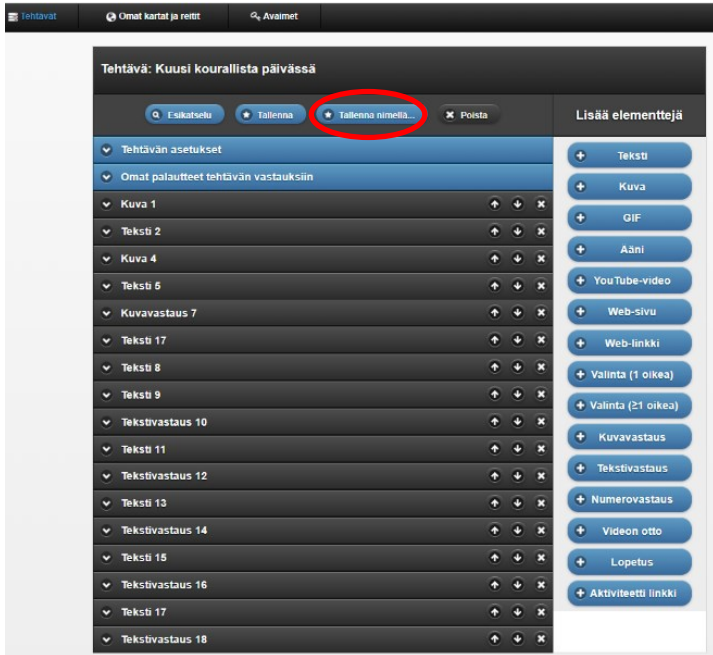 Tehtävät Omat kartat ja reitit Avaimet
Tehtävä: Kuusi kourallista päivässä
Esikatselu Tallenna Tallenna nimellä... Poista
Tehtävän asetukset
Omat palautteet tehtävän vastauksiin
Kuva 1
Teksti 2
Kuva 4
Teksti 5
Kuvavastaus 7
Teksti 17
Teksti 8
Teksti 9
Tekstivastaus 10
Teksti 11
Tekstivastaus 12
Teksti 13
Tekstivastaus 14
Teksti 15
Tekstivastaus 16
Teksti 17
Tekstivastaus 18
Lisää elementtejä
Teksti
Kuva
GIF
Ääni
YouTube-video
Web-sivu
Web-linkki
Valinta (1 oikea)
Valinta (≥1 oikea)
Kuvavastaus
Tekstivastaus
Numerovastaus
Videon otto
Lopetus
Aktiviteetti linkki